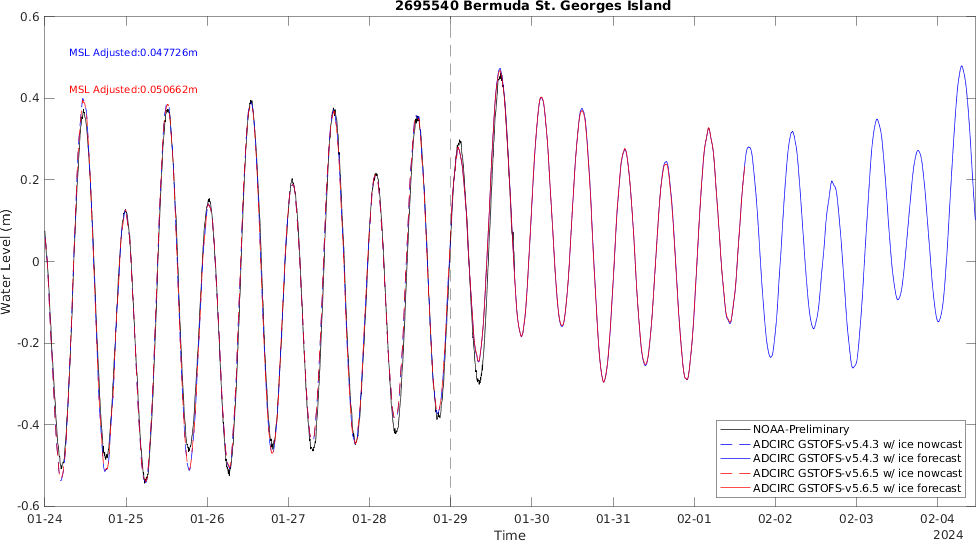 2695540 Bermuda St. Georges Island
MSL Adjusted:0.047726m
MSL Adjusted:0.050662m
Water Level (m)
0.6
0.4
0.2
0
-0.2
-0.4
-0.6
NOAA-Preliminary
ADCIRC GSTOFS-v5.4.3 w/ ice nowcast
ADCIRC GSTOFS-v5.4.3 w/ ice forecast
ADCIRC GSTOFS-v5.6.5 w/ ice nowcast
ADCIRC GSTOFS-v5.6.5 w/ ice forecast
01-24 01-25 01-26 01-27 01-28 01-29 01-30 01-31 02-01 02-02 02-03 02-04
Time
2024